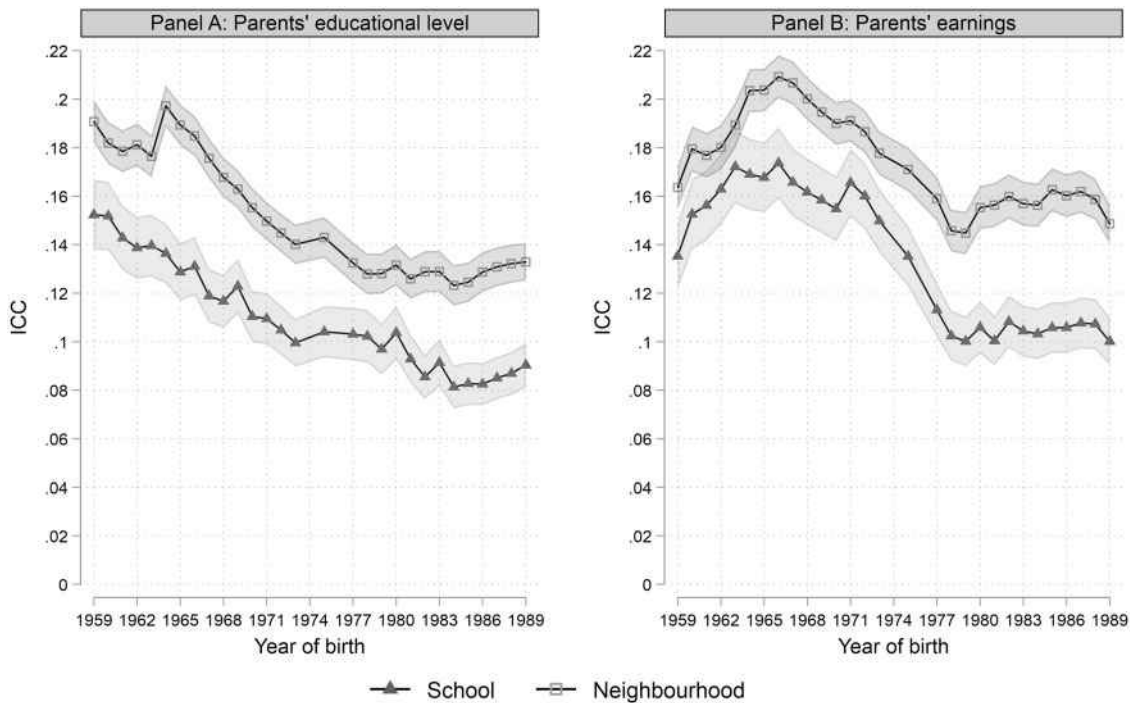 Panel A: Parents' educational level
Panel B: Parents' earnings
.22
.2
.18
.16
.14
.12
.1
.08
.06
.04
.02
0
ICC
1959 1962 1965 1968 1971 1974 1977 1980 1983 1986 1989
Year of birth
.22
.2
.18
.16
.14
.12
.1
.08
.06
.04
.02
0
ICC
1959 1962 1965 1968 1971 1974 1977 1980 1983 1986 1989
Year of birth
School Neighbourhood